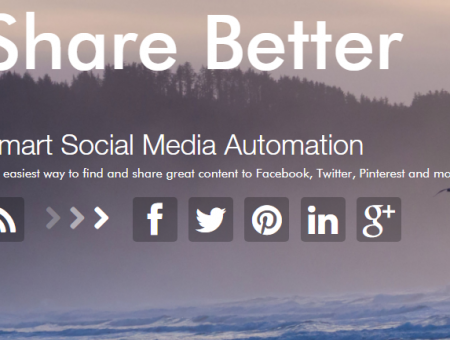 Share Better
mart Social Media Automation
easiest way to find and share great content to Facebook, Twitter, Pinterest and mo
f P in g+